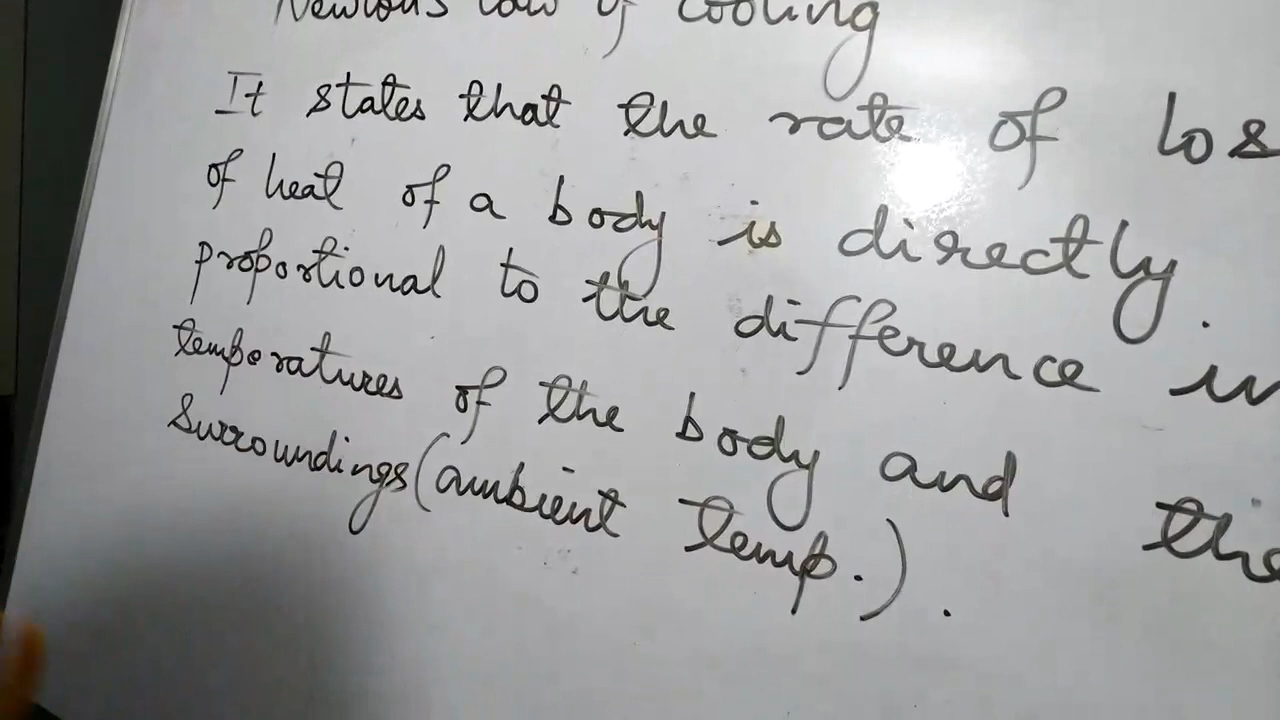 Newtons law of cooling
It states that the rate of los
of heat of a body is directly
proportional to the difference in
temperatures of the body and the
surroundings (ambient temp.).